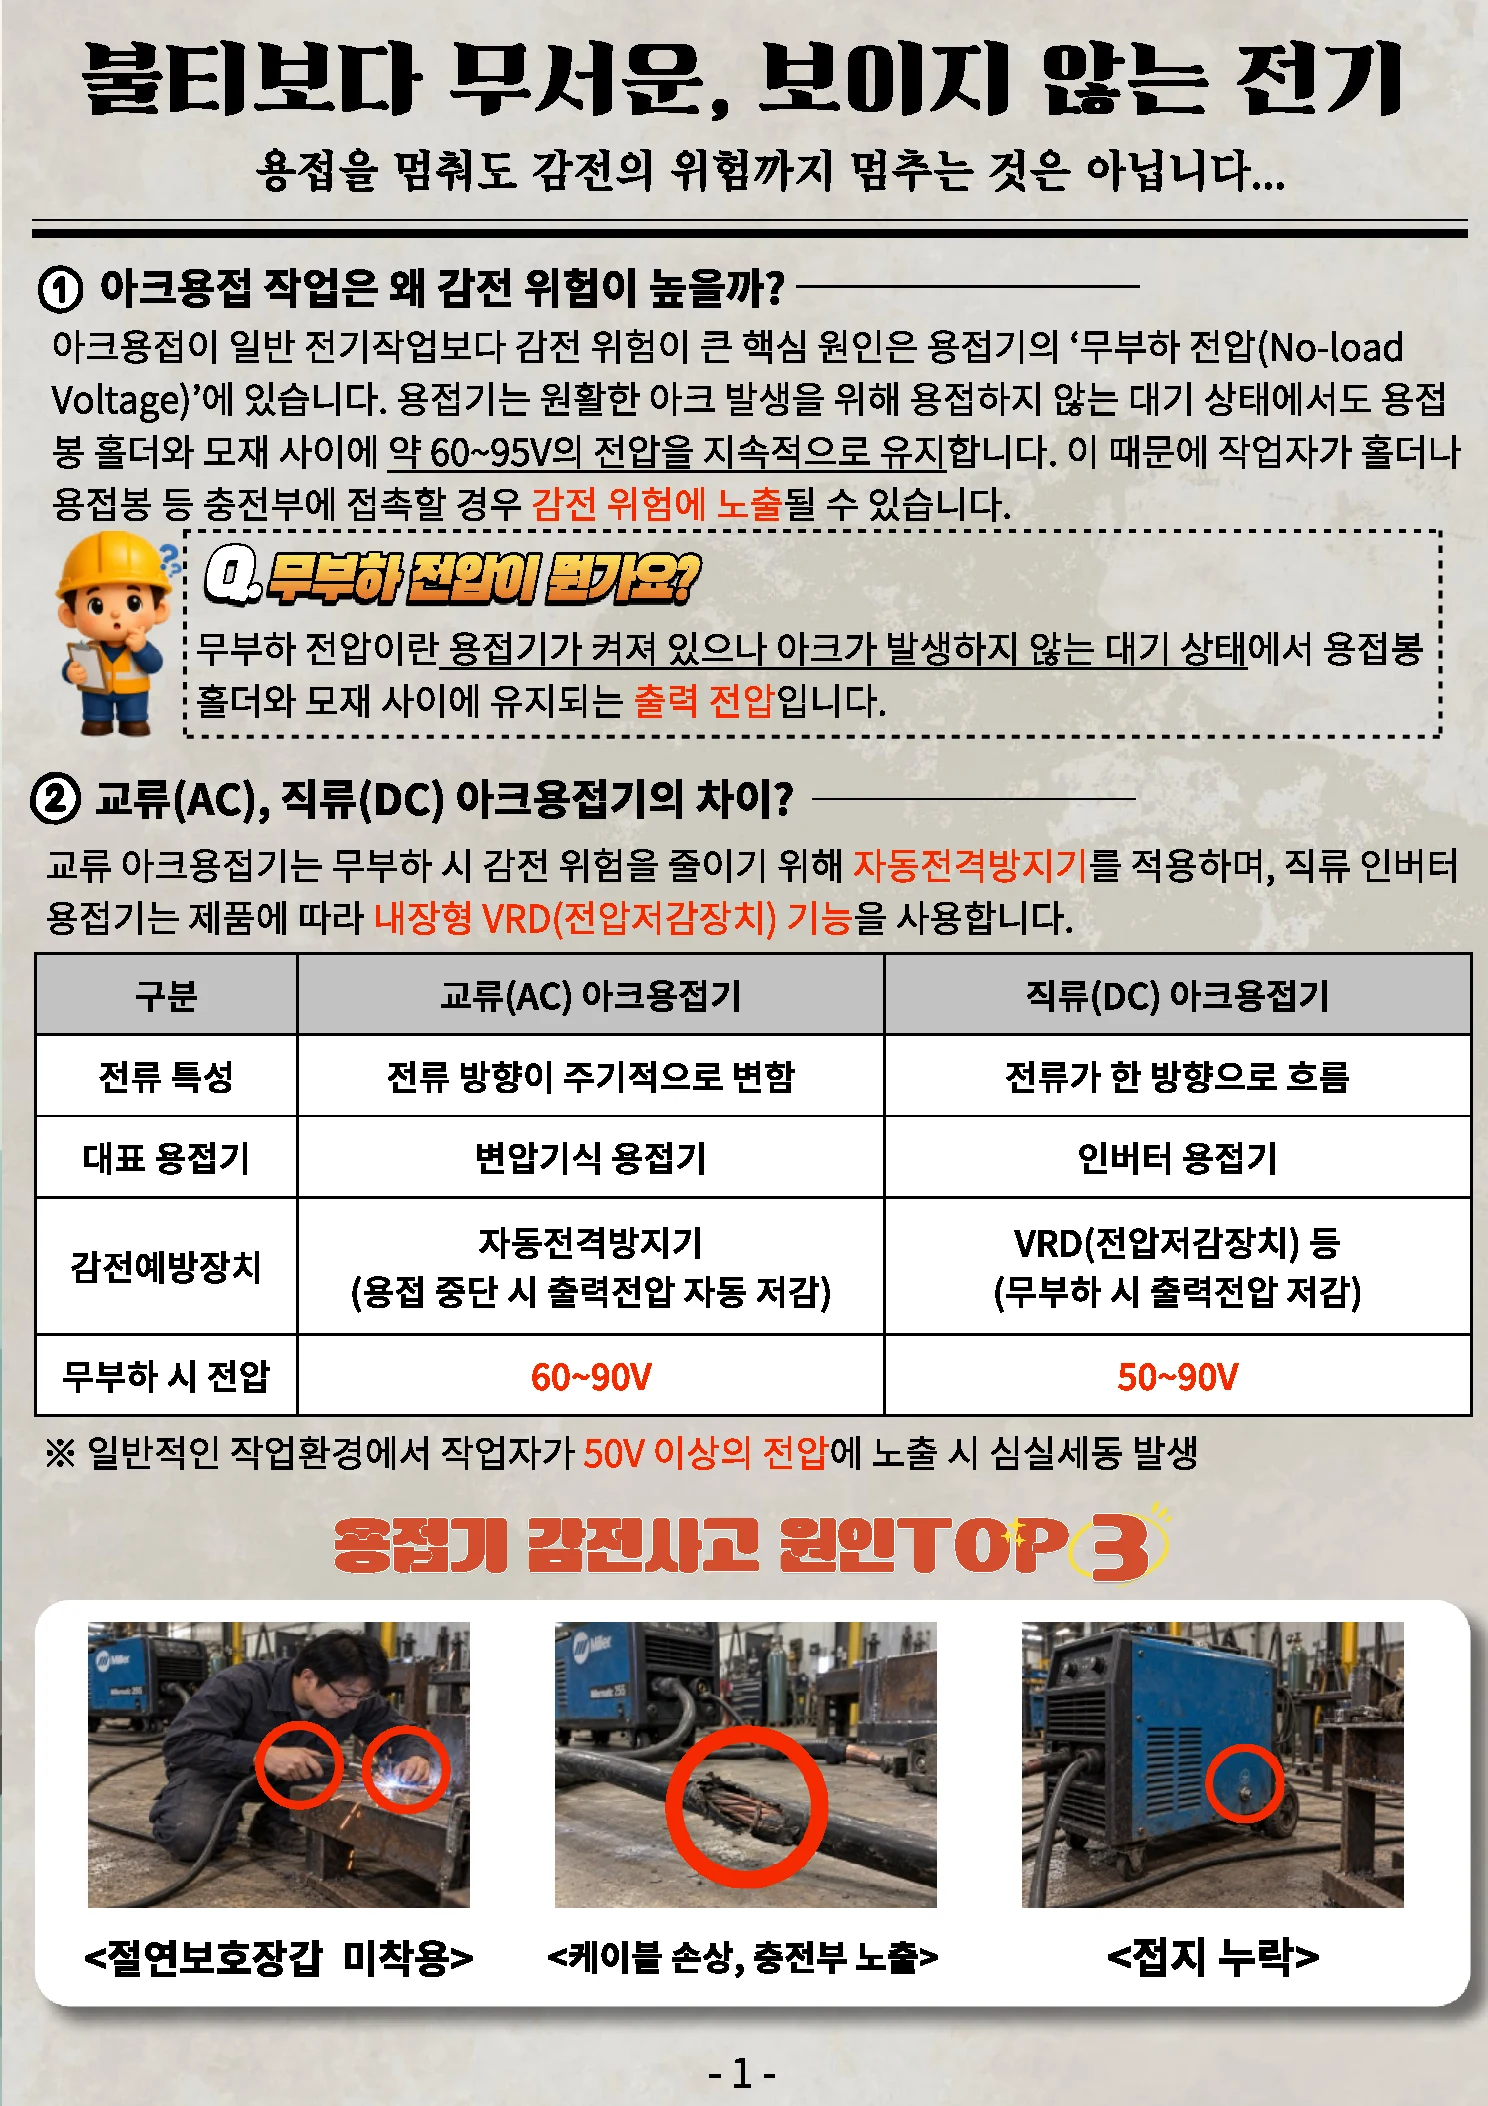 불티보다 무서운, 보이지 않는 전기
용접을 멈춰도 감전의 위험까지 멈추는 것은 아닙니다...
① 아크용접 작업은 왜 감전 위험이 높을까?
아크용접이 일반 전기작업보다 감전 위험이 큰 핵심 원인은 용접기의 ‘무부하 전압(No-load
Voltage)’에 있습니다. 용접기는 원활한 아크 발생을 위해 용접하지 않는 대기 상태에서도 용접
봉 홀더와 모재 사이에 약 60~95V의 전압을 지속적으로 유지합니다. 이 때문에 작업자가 홀더나
용접봉 등 충전부에 접촉할 경우 감전 위험에 노출될 수 있습니다.
Q. 무부하 전압이 뭔가요?
무부하 전압이란 용접기가 켜져 있으나 아크가 발생하지 않는 대기 상태에서 용접봉
홀더와 모재 사이에 유지되는 출력 전압입니다.
② 교류(AC), 직류(DC) 아크용접기의 차이?
교류 아크용접기는 무부하 시 감전 위험을 줄이기 위해 자동전격방지기를 적용하며, 직류 인버터
용접기는 제품에 따라 내장형 VRD(전압저감장치) 기능을 사용합니다.
구분 교류(AC) 아크용접기 직류(DC) 아크용접기
전류 특성 전류 방향이 주기적으로 변함 전류가 한 방향으로 흐름
대표 용접기 변압기식 용접기 인버터 용접기
감전예방장치 자동전격방지기 VRD(전압저감장치) 등
(용접 중단 시 출력전압 자동 저감) (무부하 시 출력전압 저감)
무부하 시 전압 60~90V 50~90V
※ 일반적인 작업환경에서 작업자가 50V 이상의 전압에 노출 시 심실세동 발생
용접기 감전사고 원인TOP 3
Miller
Miller
<절연보호장갑 미착용> <케이블 손상, 충전부 노출> <접지 누락>
- 1 -